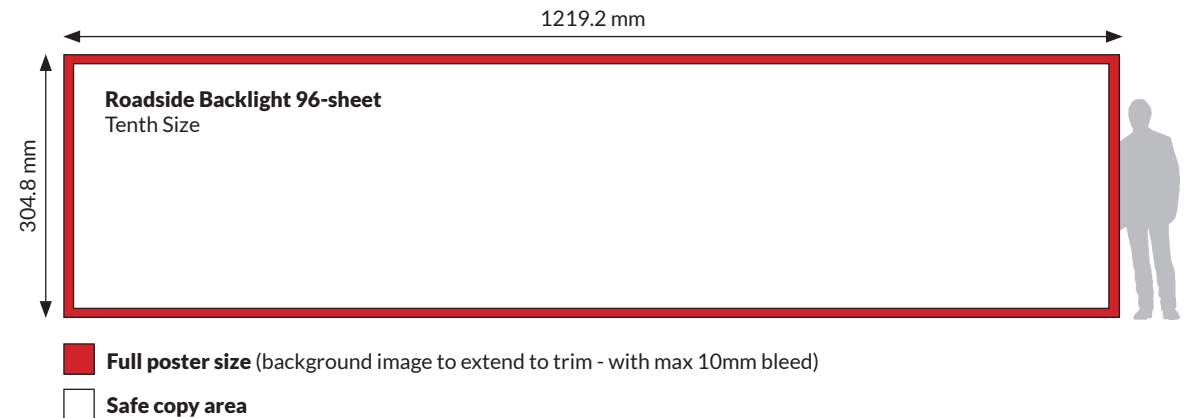 1219.2 mm
304.8 mm
Roadside Backlight 96-sheet
Tenth Size
Full poster size (background image to extend to trim - with max 10mm bleed)
Safe copy area